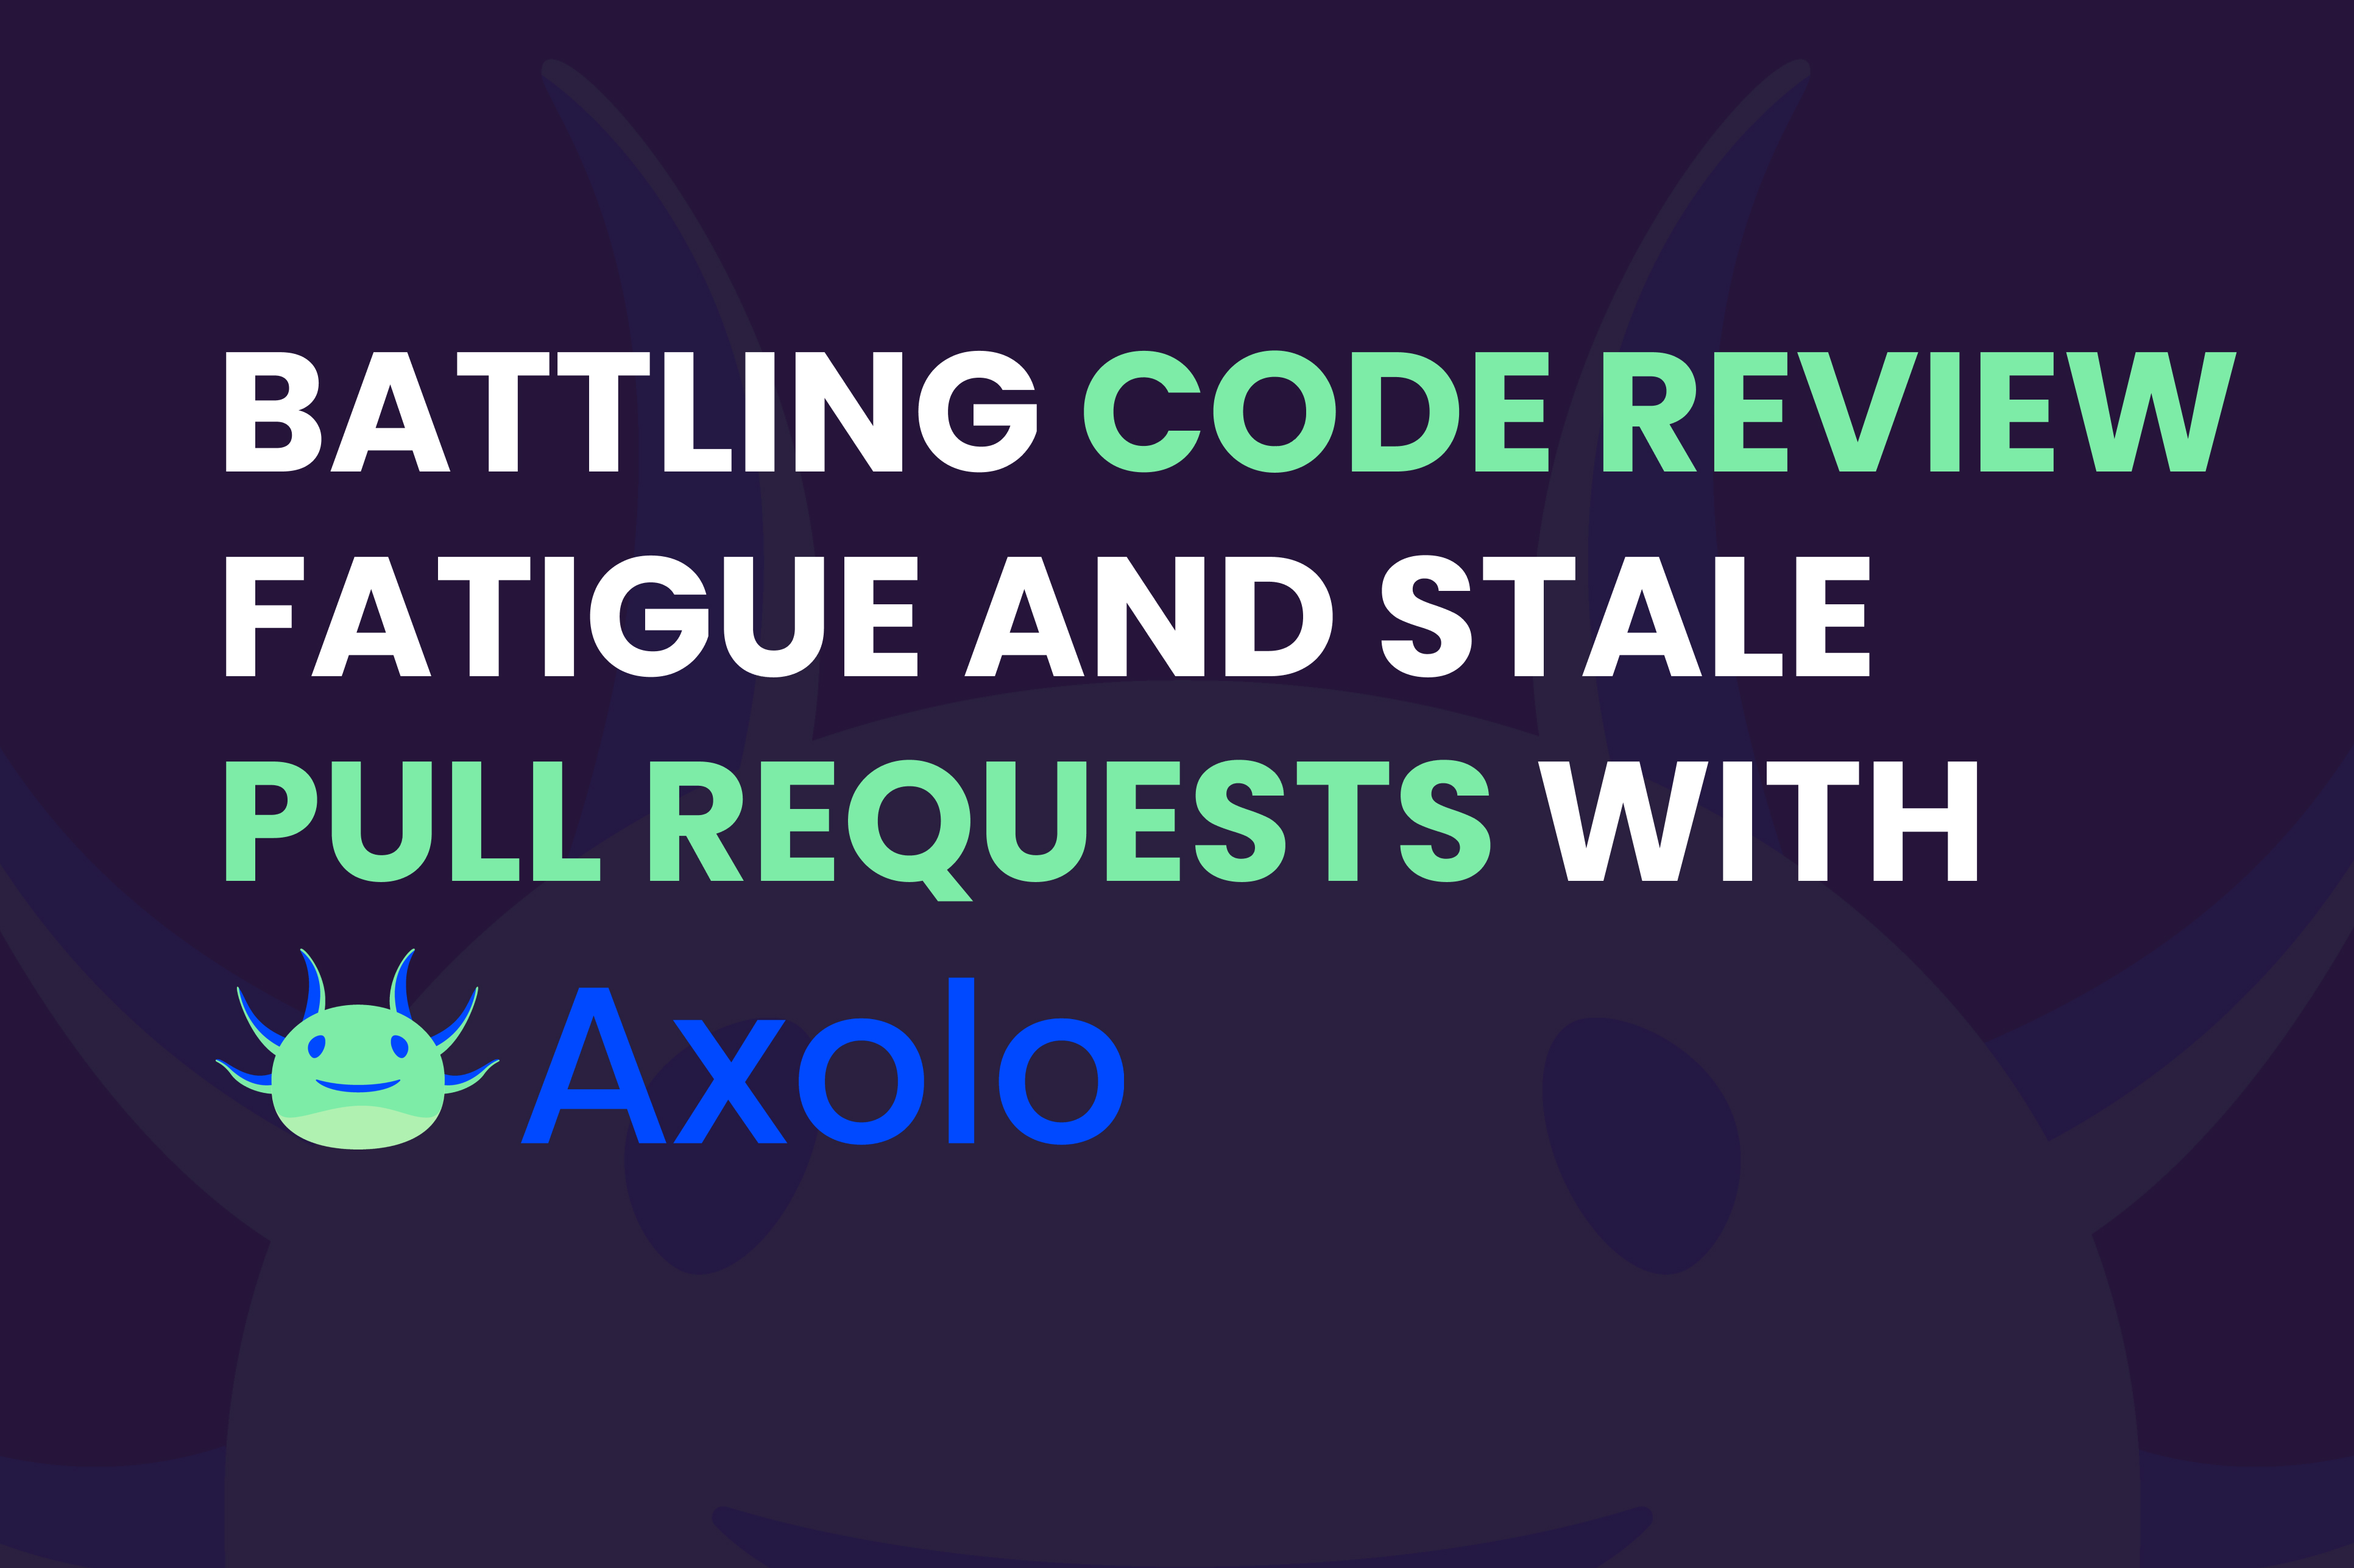 BATTLING CODE REVIEW
FATIGUE AND STALE
PULL REQUESTS WITH
Axolo